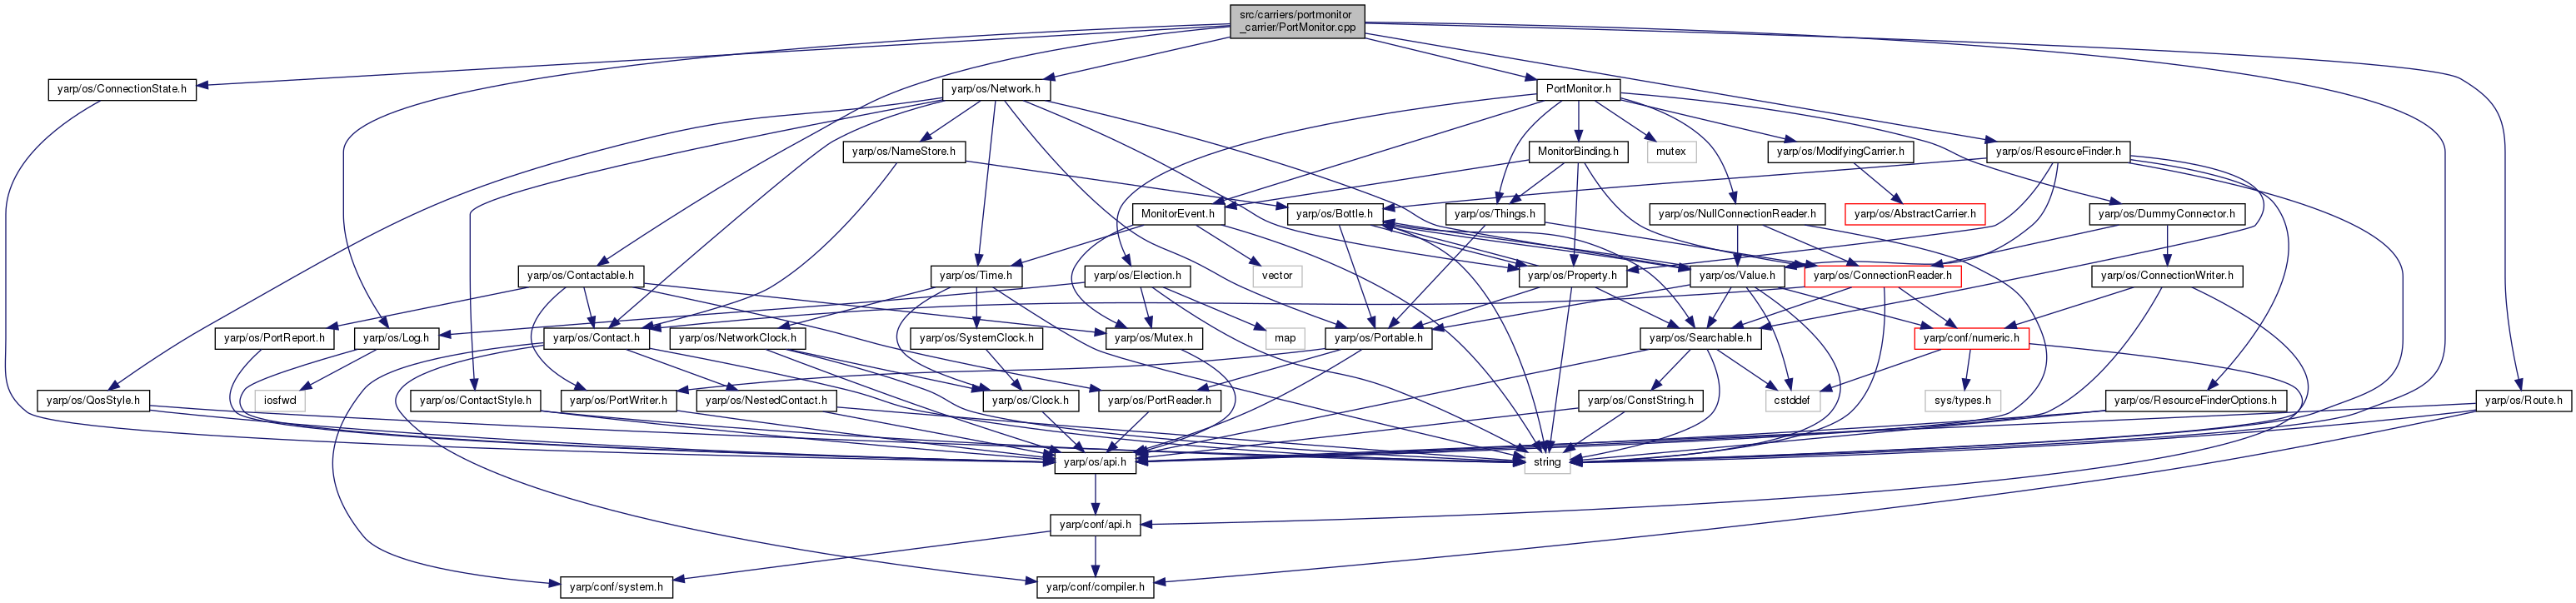 src/carriers/portmonitor
_carrier/PortMonitor.cpp
yarp/os/ConnectionState.h
yarp/os/Network.h
PortMonitor.h
yarp/os/NameStore.h
MonitorBinding.h
mutex
yarp/os/ModifyingCarrier.h
yarp/os/ResourceFinder.h
MonitorEvent.h
yarp/os/Bottle.h
yarp/os/Things.h
yarp/os/NullConnectionReader.h
yarp/os/AbstractCarrier.h
yarp/os/DummyConnector.h
yarp/os/Contactable.h
yarp/os/Time.h
yarp/os/Election.h
vector
yarp/os/Property.h
yarp/os/Value.h
yarp/os/ConnectionReader.h
yarp/os/ConnectionWriter.h
yarp/os/PortReport.h
yarp/os/Log.h
yarp/os/Contact.h
yarp/os/NetworkClock.h
yarp/os/SystemClock.h
yarp/os/Mutex.h
map
yarp/os/Portable.h
yarp/os/Searchable.h
yarp/conf/numeric.h
yarp/os/QosStyle.h
iosfwd
yarp/os/ContactStyle.h
yarp/os/PortWriter.h
yarp/os/NestedContact.h
yarp/os/Clock.h
yarp/os/PortReader.h
yarp/os/ConstString.h
cstddef
sys/types.h
yarp/os/ResourceFinderOptions.h
yarp/os/Route.h
yarp/os/api.h
string
yarp/conf/api.h
yarp/conf/system.h
yarp/conf/compiler.h